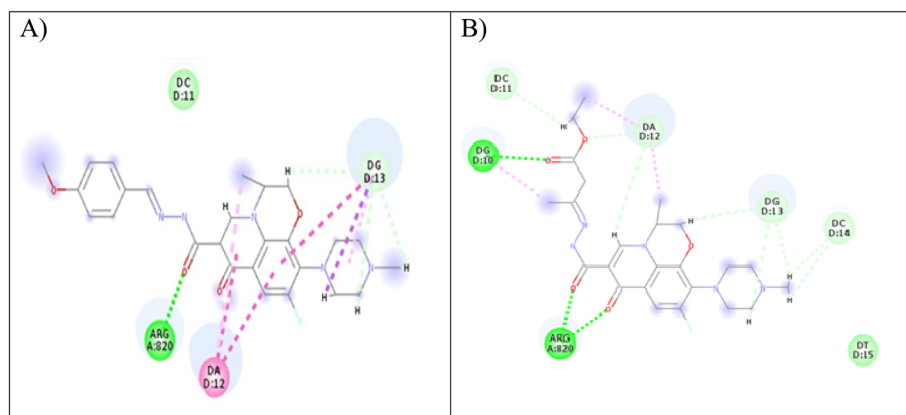 A)
DC
D:11
H
DG
D:13
O
H
N
N
N
O
O
N
N
H
O
H
H
ARG
A:820
DA
D:12
B)
DC
D:11
H
O
DA
D:12
DG
D:10
O
DG
D:13
N
H
DC
D:14
H
N
N
O
H
O
N
N
H
O
H
ARG
A:820
DT
D:15